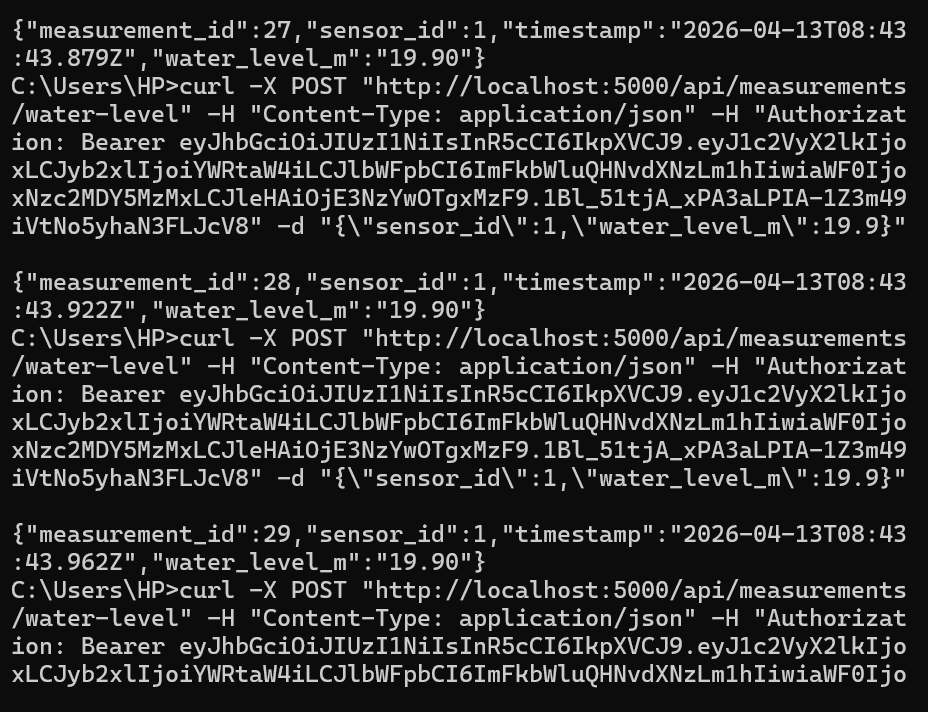 {"measurement_id":27,"sensor_id":1,"timestamp":"2026-04-13T08:43
:43.879Z","water_level_m":"19.90"}
C:\Users\HP>curl -X POST "http://localhost:5000/api/measurements
/water-level" -H "Content-Type: application/json" -H "Authorizat
ion: Bearer eyJhbGciOiJIUzI1NiIsInR5cCI6IkpXVCJ9.eyJ1c2VyX2lkIjo
xLCJyb2xlIjoiYWRtaW4iLCJlbWFpbCI6ImFkbWluQHNvdXNzLm1hIiwiaWF0Ijo
xNzc2MDY5MzMxLCJleHAiOjE3NzYwOTgxMzF9.1Bl_51tjA_xPA3aLPIA-1Z3m49
iVtNo5yhaN3FLJcV8" -d "{\"sensor_id\":1,\"water_level_m\":19.9}"
{"measurement_id":28,"sensor_id":1,"timestamp":"2026-04-13T08:43
:43.922Z","water_level_m":"19.90"}
C:\Users\HP>curl -X POST "http://localhost:5000/api/measurements
/water-level" -H "Content-Type: application/json" -H "Authorizat
ion: Bearer eyJhbGciOiJIUzI1NiIsInR5cCI6IkpXVCJ9.eyJ1c2VyX2lkIjo
xLCJyb2xlIjoiYWRtaW4iLCJlbWFpbCI6ImFkbWluQHNvdXNzLm1hIiwiaWF0Ijo
xNzc2MDY5MzMxLCJleHAiOjE3NzYwOTgxMzF9.1Bl_51tjA_xPA3aLPIA-1Z3m49
iVtNo5yhaN3FLJcV8" -d "{\"sensor_id\":1,\"water_level_m\":19.9}"
{"measurement_id":29,"sensor_id":1,"timestamp":"2026-04-13T08:43
:43.962Z","water_level_m":"19.90"}
C:\Users\HP>curl -X POST "http://localhost:5000/api/measurements
/water-level" -H "Content-Type: application/json" -H "Authorizat
ion: Bearer eyJhbGciOiJIUzI1NiIsInR5cCI6IkpXVCJ9.eyJ1c2VyX2lkIjo
xLCJyb2xlIjoiYWRtaW4iLCJlbWFpbCI6ImFkbWluQHNvdXNzLm1hIiwiaWF0Ijo